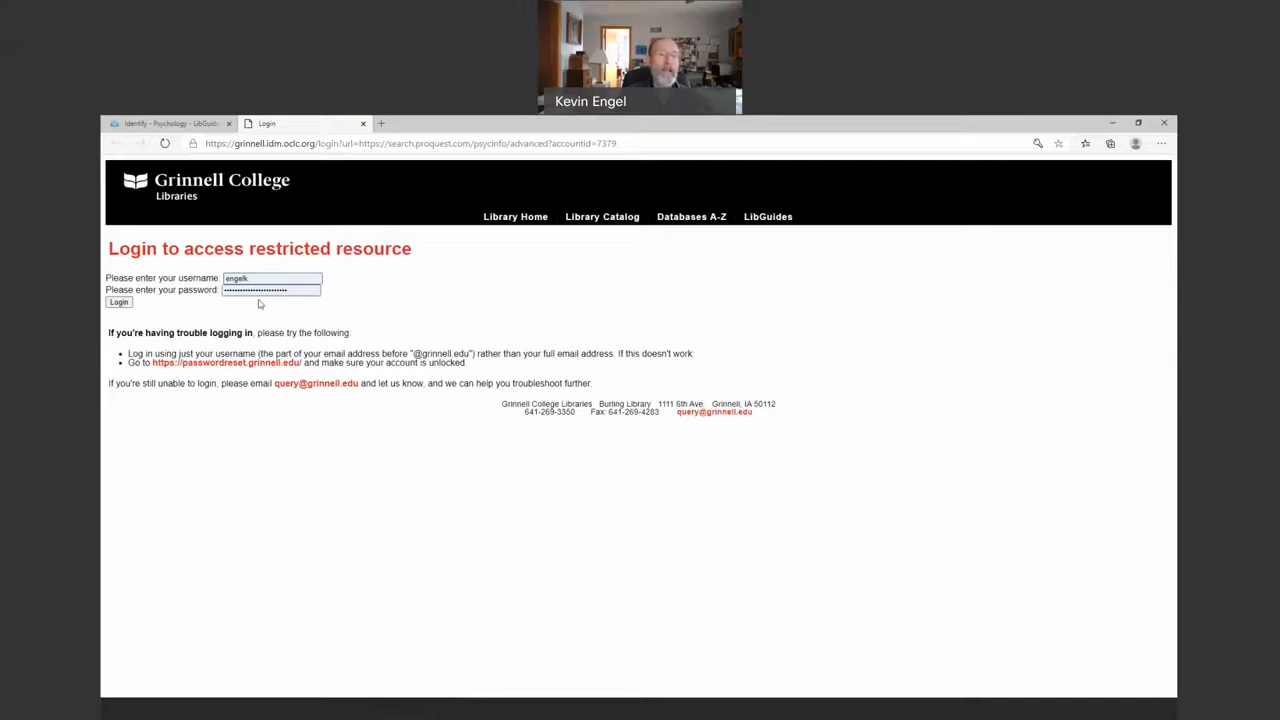 Kevin Engel
Identify - Psychology - LibGuid
Login
https://grinnell.idm.oclc.org/login?url=https://search.proquest.com/psycinfo/advanced?accountid=7379
Grinnell College
Libraries
Library Home Library Catalog Databases A-Z LibGuides
Login to access restricted resource
Please enter your username: engelk
Please enter your password:
Login
If you're having trouble logging in, please try the following:
Log in using just your username (the part of your email address before "@grinnell.edu") rather than your full email address. If this doesn't work:
Go to https://passwordreset.grinnell.edu/ and make sure your account is unlocked.
If you're still unable to login, please email query@grinnell.edu and let us know, and we can help you troubleshoot further.
Grinnell College Libraries Burling Library 1111 6th Ave. Grinnell, IA 50112
641-269-3350 Fax: 641-269-4283 query@grinnell.edu